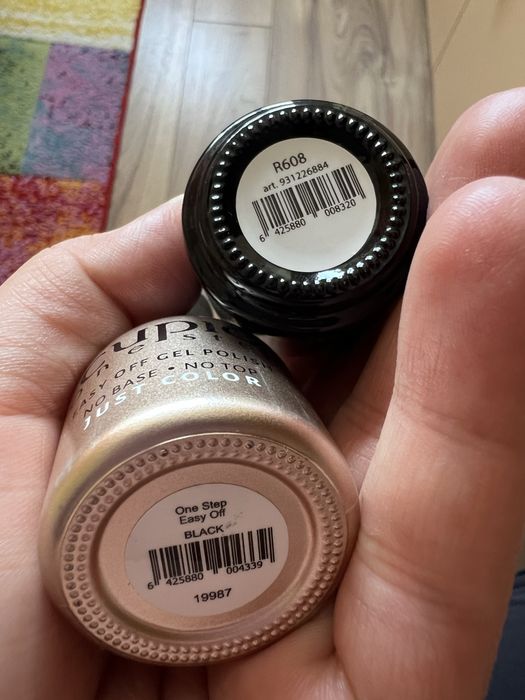 R608
art. 931226884
6 425880 008320
cupio
EASY OFF GEL POLISH
NO BASE • NO TOP
JUST COLOR
One Step
Easy Off
BLACK
6 425880 004339
19987